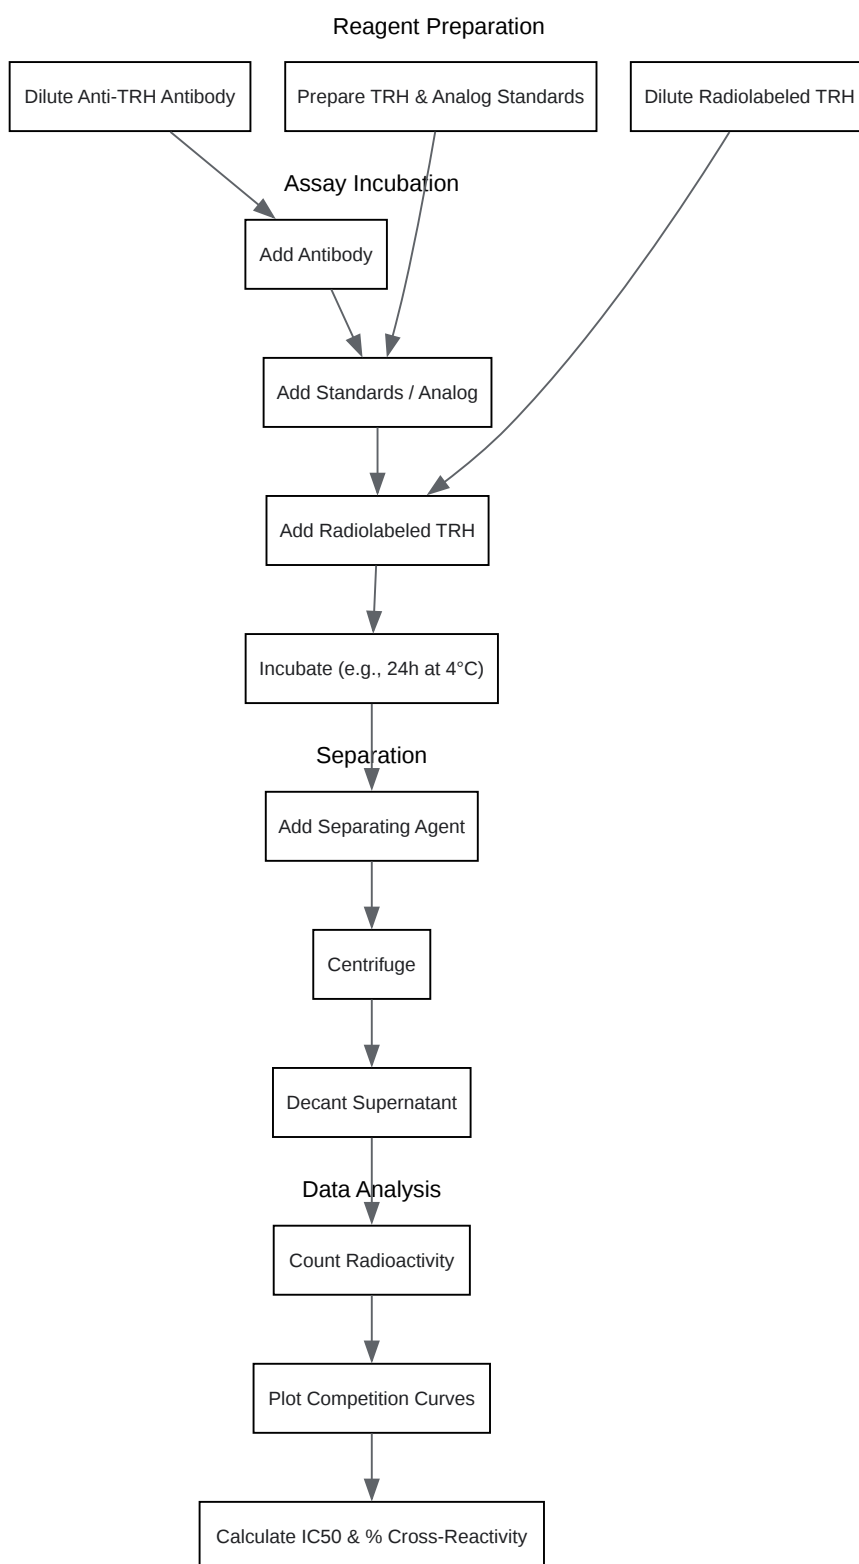 Reagent Preparation
Dilute Anti-TRH Antibody
Prepare TRH & Analog Standards
Dilute Radiolabeled TRH
Assay Incubation
Add Antibody
Add Standards / Analog
Add Radiolabeled TRH
Incubate (e.g., 24h at 4°C)
Separation
Add Separating Agent
Centrifuge
Decant Supernatant
Data Analysis
Count Radioactivity
Plot Competition Curves
Calculate IC50 & % Cross-Reactivity